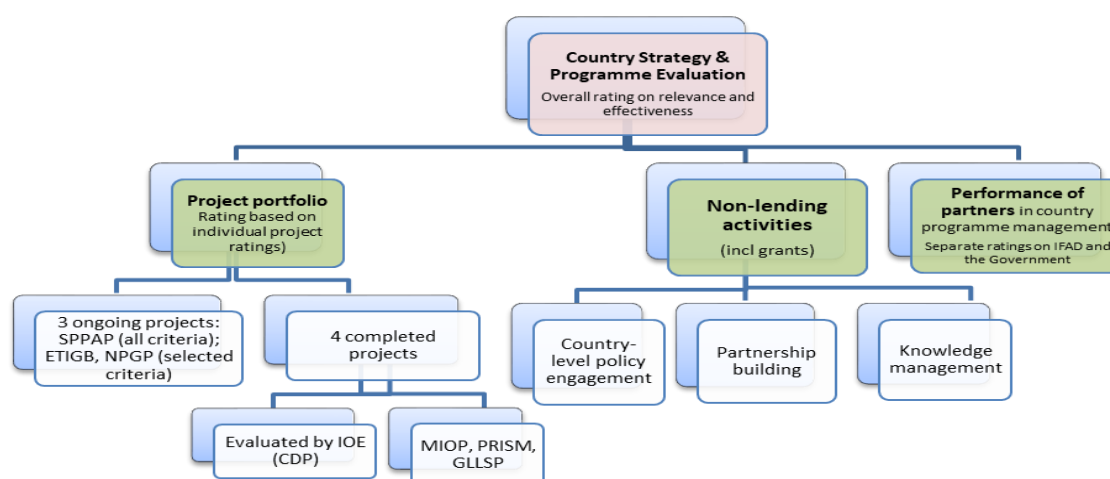 Country Strategy &
Programme Evaluation
Overall rating on relevance and
effectiveness
Project portfolio
Rating based on
individual project
ratings)
Non-lending
activities
(incl grants)
Performance of
partners in country
programme management
Separate ratings on IFAD and
the Government
3 ongoing projects:
SPPAP (all criteria);
ETIGB, NPGP (selected
criteria)
4 completed
projects
Country-
level policy
engagement
Partnership
building
Knowledge
management
Evaluated by IOE
(CDP)
MIOP, PRISM,
GLLSP